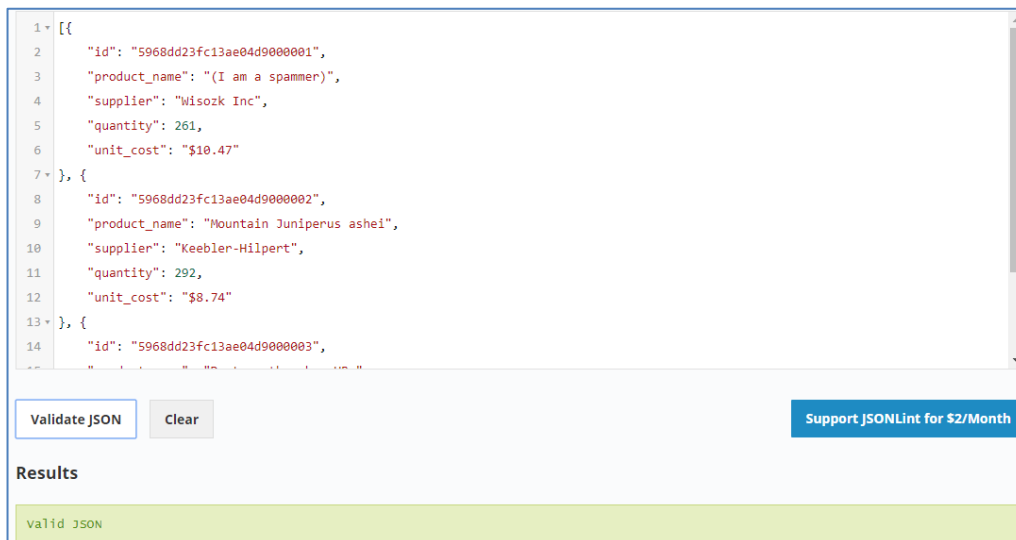 1 [{
2 "id": "5968dd23fc13ae04d9000001",
3 "product_name": "(I am a spammer)",
4 "supplier": "Wisozk Inc",
5 "quantity": 261,
6 "unit_cost": "$10.47"
7 }, {
8 "id": "5968dd23fc13ae04d9000002",
9 "product_name": "Mountain Juniperus ashei",
10 "supplier": "Keebler-Hilpert",
11 "quantity": 292,
12 "unit_cost": "$8.74"
13 }, {
14 "id": "5968dd23fc13ae04d9000003",
Validate JSON Clear Support JSONLint for $2/Month
Results
Valid JSON